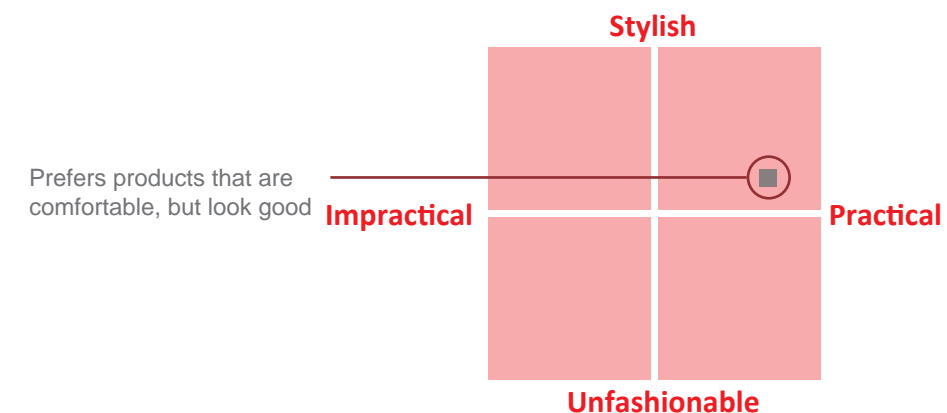 Stylish
Prefers products that are
comfortable, but look good
Impractical
Practical
Unfashionable